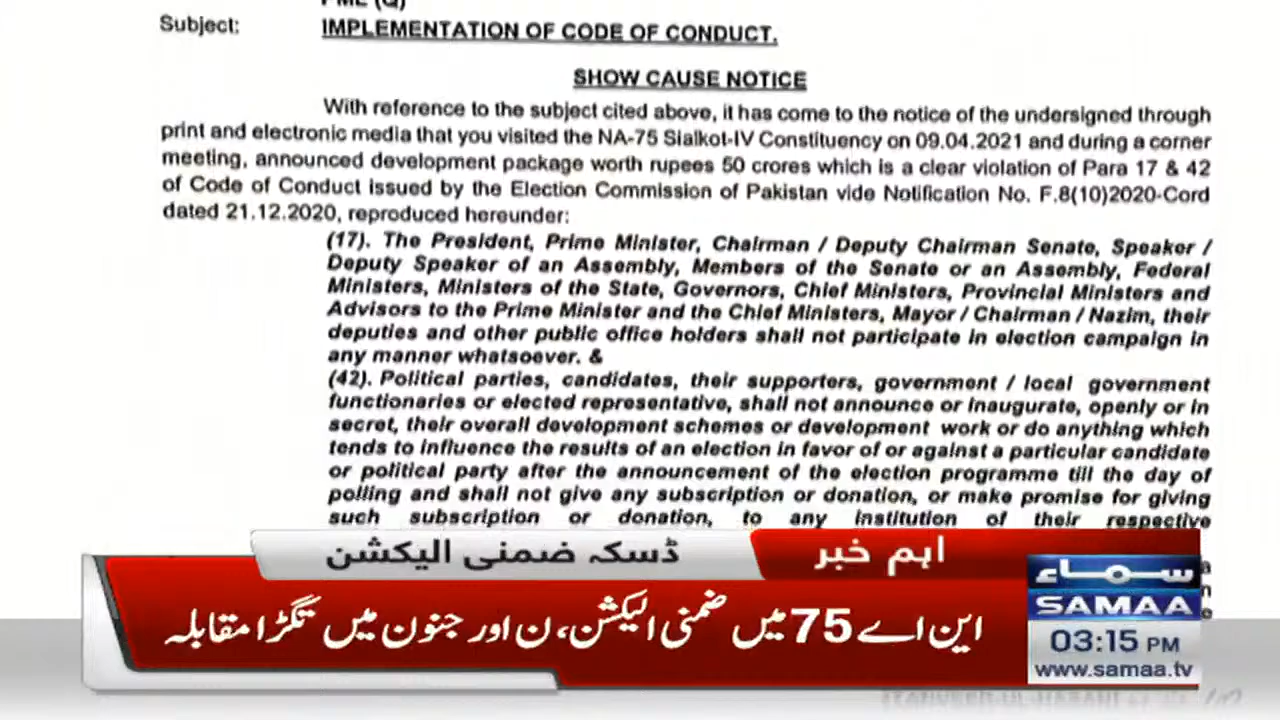 PML (Q)
Subject: IMPLEMENTATION OF CODE OF CONDUCT.
SHOW CAUSE NOTICE
With reference to the subject cited above, it has come to the notice of the undersigned through
print and electronic media that you visited the NA-75 Sialkot-IV Constituency on 09.04.2021 and during a corner
meeting, announced development package worth rupees 50 crores which is a clear violation of Para 17 & 42
of Code of Conduct issued by the Election Commission of Pakistan vide Notification No. F.8(10)2020-Cord
dated 21.12.2020, reproduced hereunder:
(17). The President, Prime Minister, Chairman / Deputy Chairman Senate, Speaker /
Deputy Speaker of an Assembly, Members of the Senate or an Assembly, Federal
Ministers, Ministers of the State, Governors, Chief Ministers, Provincial Ministers and
Advisors to the Prime Minister and the Chief Ministers, Mayor / Chairman / Nazim, their
deputies and other public office holders shall not participate in election campaign in
any manner whatsoever. &
(42). Political parties, candidates, their supporters, government / local government
functionaries or elected representative, shall not announce or inaugurate, openly or in
secret, their overall development schemes or development work or do anything which
tends to influence the results of an election in favor of or against a particular candidate
or political party after the announcement of the election programme till the day of
polling and shall not give any subscription or donation, or make promise for giving
such subscription or donation, to any institution of their respective
اہم خبر
ڈسکہ ضمنی الیکشن
این اے 75 میں ضمنی الیکشن، ن اور جنون میں تگڑا مقابلہ
سماء
SAMAA
03:15 PM
www.samaa.tv